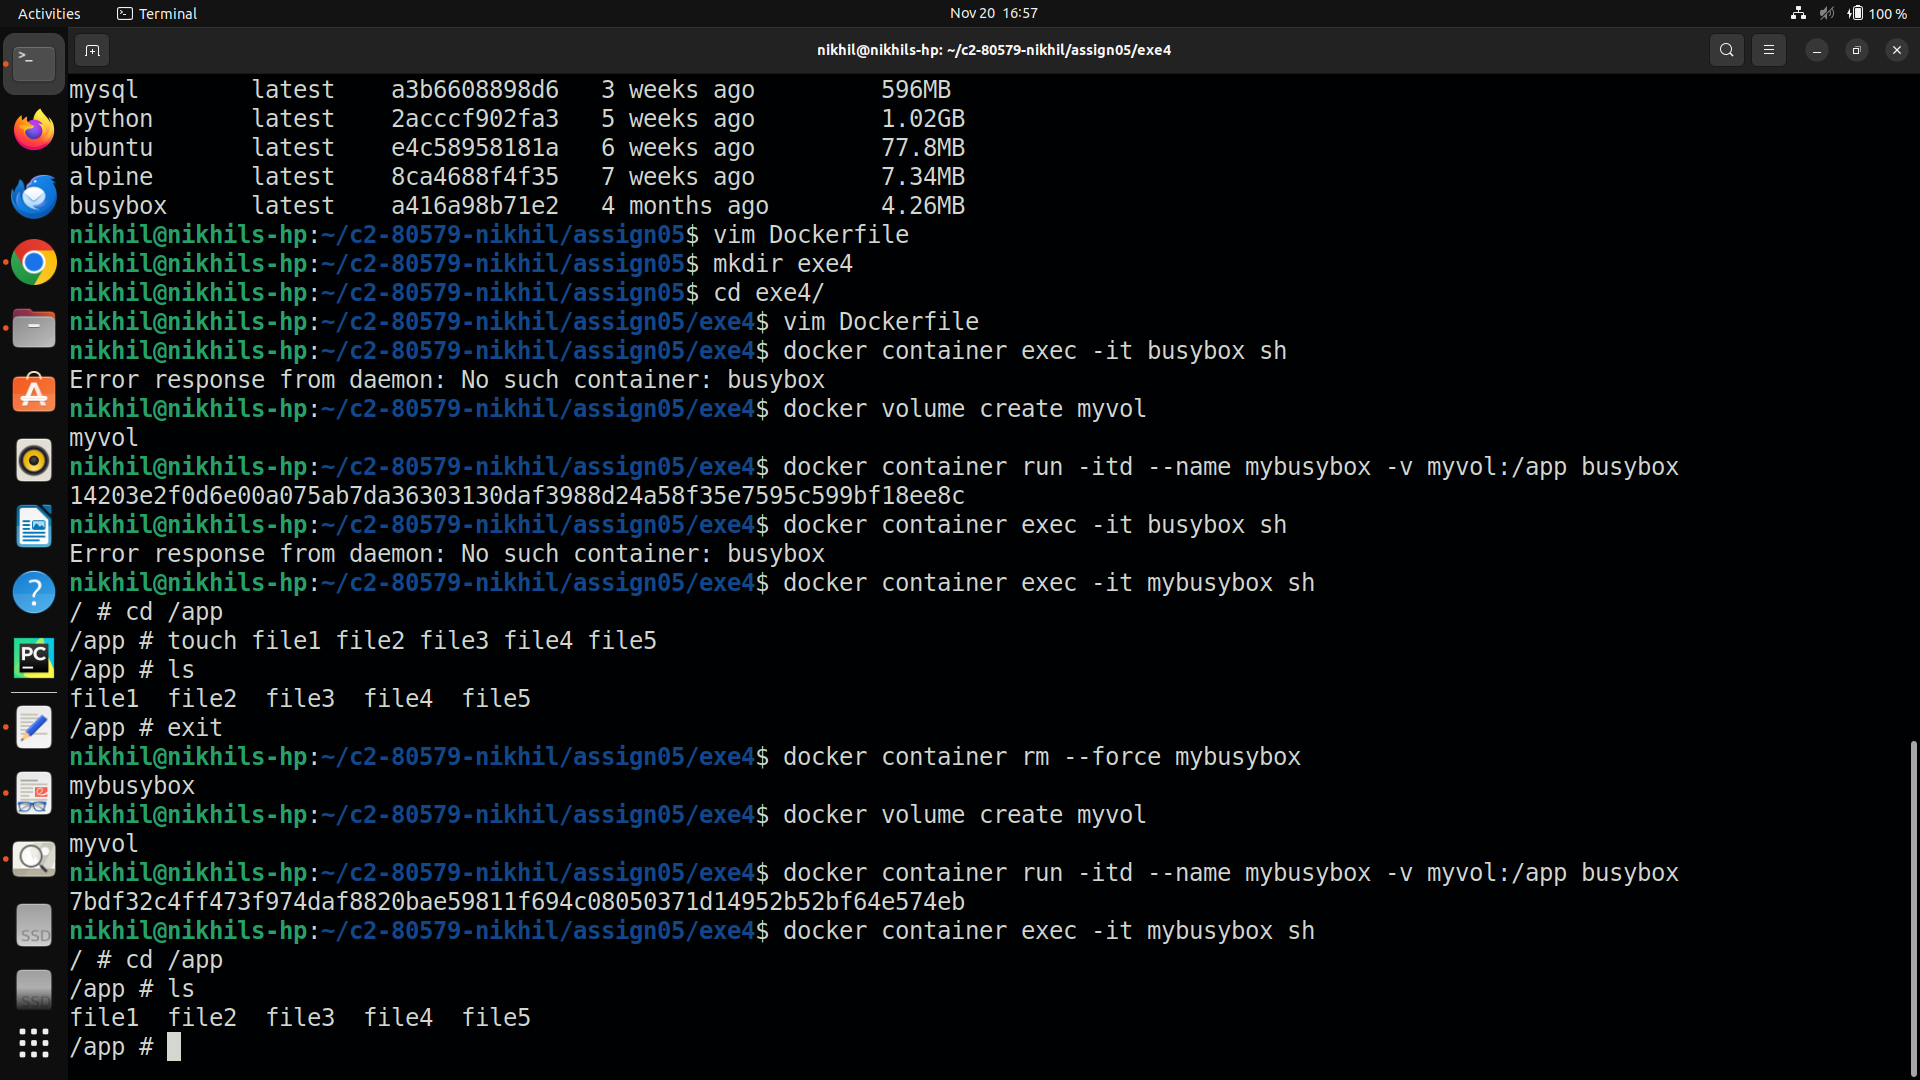 Activities
Terminal
Nov 20 16:57
100 %
nikhil@nikhils-hp: ~/c2-80579-nikhil/assign05/exe4
mysql latest a3b6608898d6 3 weeks ago 596MB
python latest 2acccf902fa3 5 weeks ago 1.02GB
ubuntu latest e4c58958181a 6 weeks ago 77.8MB
alpine latest 8ca4688f4f35 7 weeks ago 7.34MB
busybox latest a416a98b71e2 4 months ago 4.26MB
nikhil@nikhils-hp:~/c2-80579-nikhil/assign05$ vim Dockerfile
nikhil@nikhils-hp:~/c2-80579-nikhil/assign05$ mkdir exe4
nikhil@nikhils-hp:~/c2-80579-nikhil/assign05$ cd exe4/
nikhil@nikhils-hp:~/c2-80579-nikhil/assign05/exe4$ vim Dockerfile
nikhil@nikhils-hp:~/c2-80579-nikhil/assign05/exe4$ docker container exec -it busybox sh
Error response from daemon: No such container: busybox
nikhil@nikhils-hp:~/c2-80579-nikhil/assign05/exe4$ docker volume create myvol
myvol
nikhil@nikhils-hp:~/c2-80579-nikhil/assign05/exe4$ docker container run -itd --name mybusybox -v myvol:/app busybox
14203e2f0d6e00a075ab7da36303130daf3988d24a58f35e7595c599bf18ee8c
nikhil@nikhils-hp:~/c2-80579-nikhil/assign05/exe4$ docker container exec -it busybox sh
Error response from daemon: No such container: busybox
nikhil@nikhils-hp:~/c2-80579-nikhil/assign05/exe4$ docker container exec -it mybusybox sh
/ # cd /app
/app # touch file1 file2 file3 file4 file5
/app # ls
file1 file2 file3 file4 file5
/app # exit
nikhil@nikhils-hp:~/c2-80579-nikhil/assign05/exe4$ docker container rm --force mybusybox
mybusybox
nikhil@nikhils-hp:~/c2-80579-nikhil/assign05/exe4$ docker volume create myvol
myvol
nikhil@nikhils-hp:~/c2-80579-nikhil/assign05/exe4$ docker container run -itd --name mybusybox -v myvol:/app busybox
7bdf32c4ff473f974daf8820bae59811f694c08050371d14952b52bf64e574eb
nikhil@nikhils-hp:~/c2-80579-nikhil/assign05/exe4$ docker container exec -it mybusybox sh
/ # cd /app
/app # ls
file1 file2 file3 file4 file5
/app #
PC
SSD
SSD